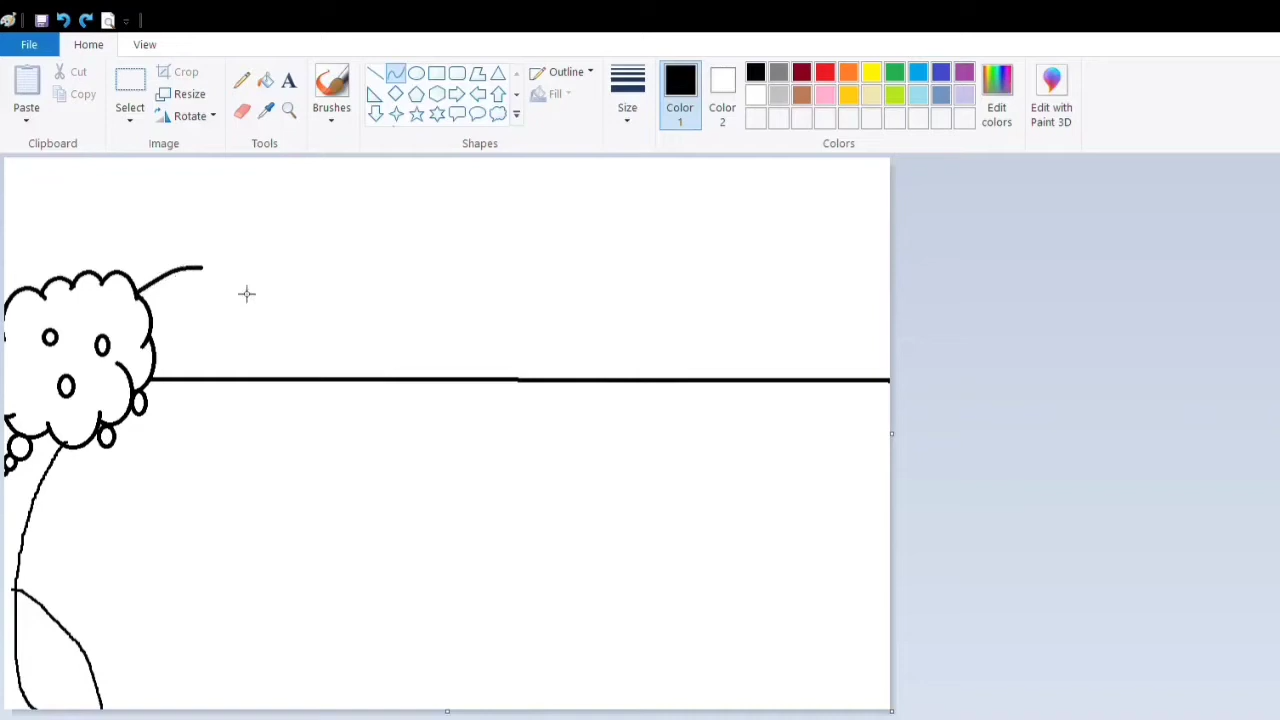 File Home View
Paste
Cut
Copy
Clipboard
Select
Crop
Resize
Rotate
Image
A
Tools
Brushes
Outline
Fill
Shapes
Size
Color
1
Color
2
Colors
Edit
colors
Edit with
Paint 3D